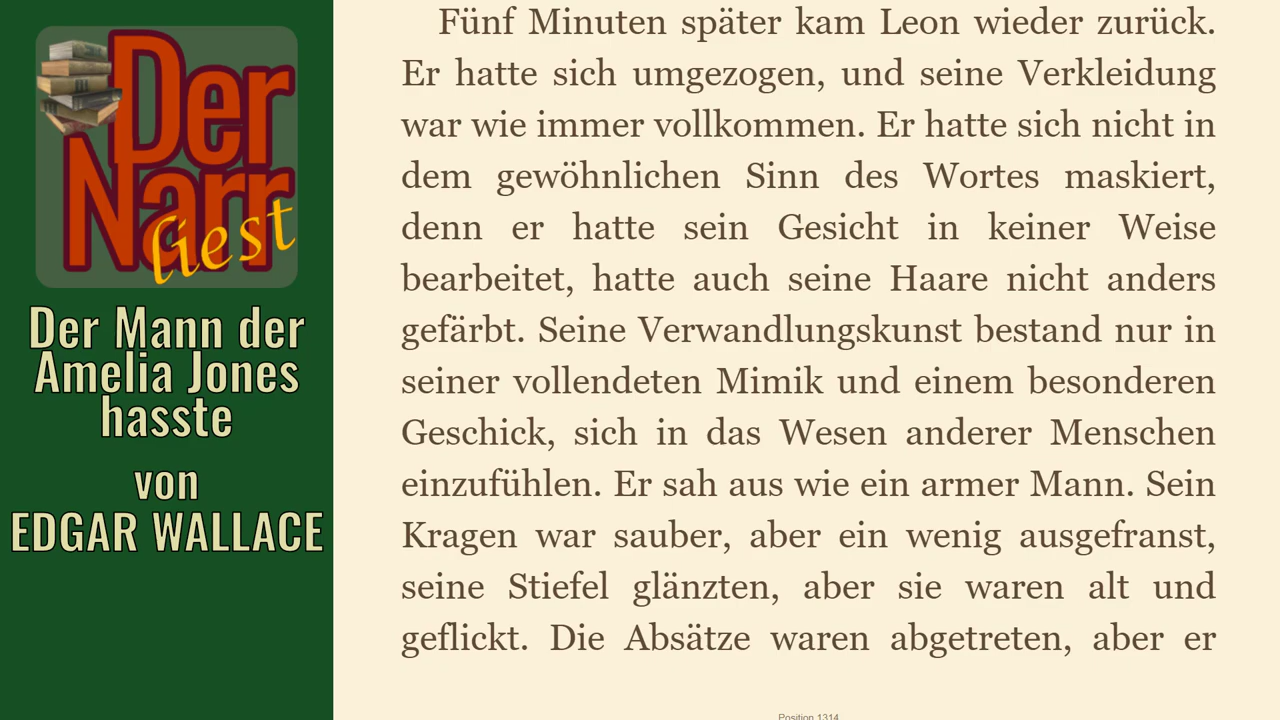 Der
Narr
liest
Der Mann der
Amelia Jones
hasste
von
EDGAR WALLACE
Fünf Minuten später kam Leon wieder zurück.
Er hatte sich umgezogen, und seine Verkleidung
war wie immer vollkommen. Er hatte sich nicht in
dem gewöhnlichen Sinn des Wortes maskiert,
denn er hatte sein Gesicht in keiner Weise
bearbeitet, hatte auch seine Haare nicht anders
gefärbt. Seine Verwandlungskunst bestand nur in
seiner vollendeten Mimik und einem besonderen
Geschick, sich in das Wesen anderer Menschen
einzufühlen. Er sah aus wie ein armer Mann. Sein
Kragen war sauber, aber ein wenig ausgefranst,
seine Stiefel glänzten, aber sie waren alt und
geflickt. Die Absätze waren abgetreten, aber er
Position 1314